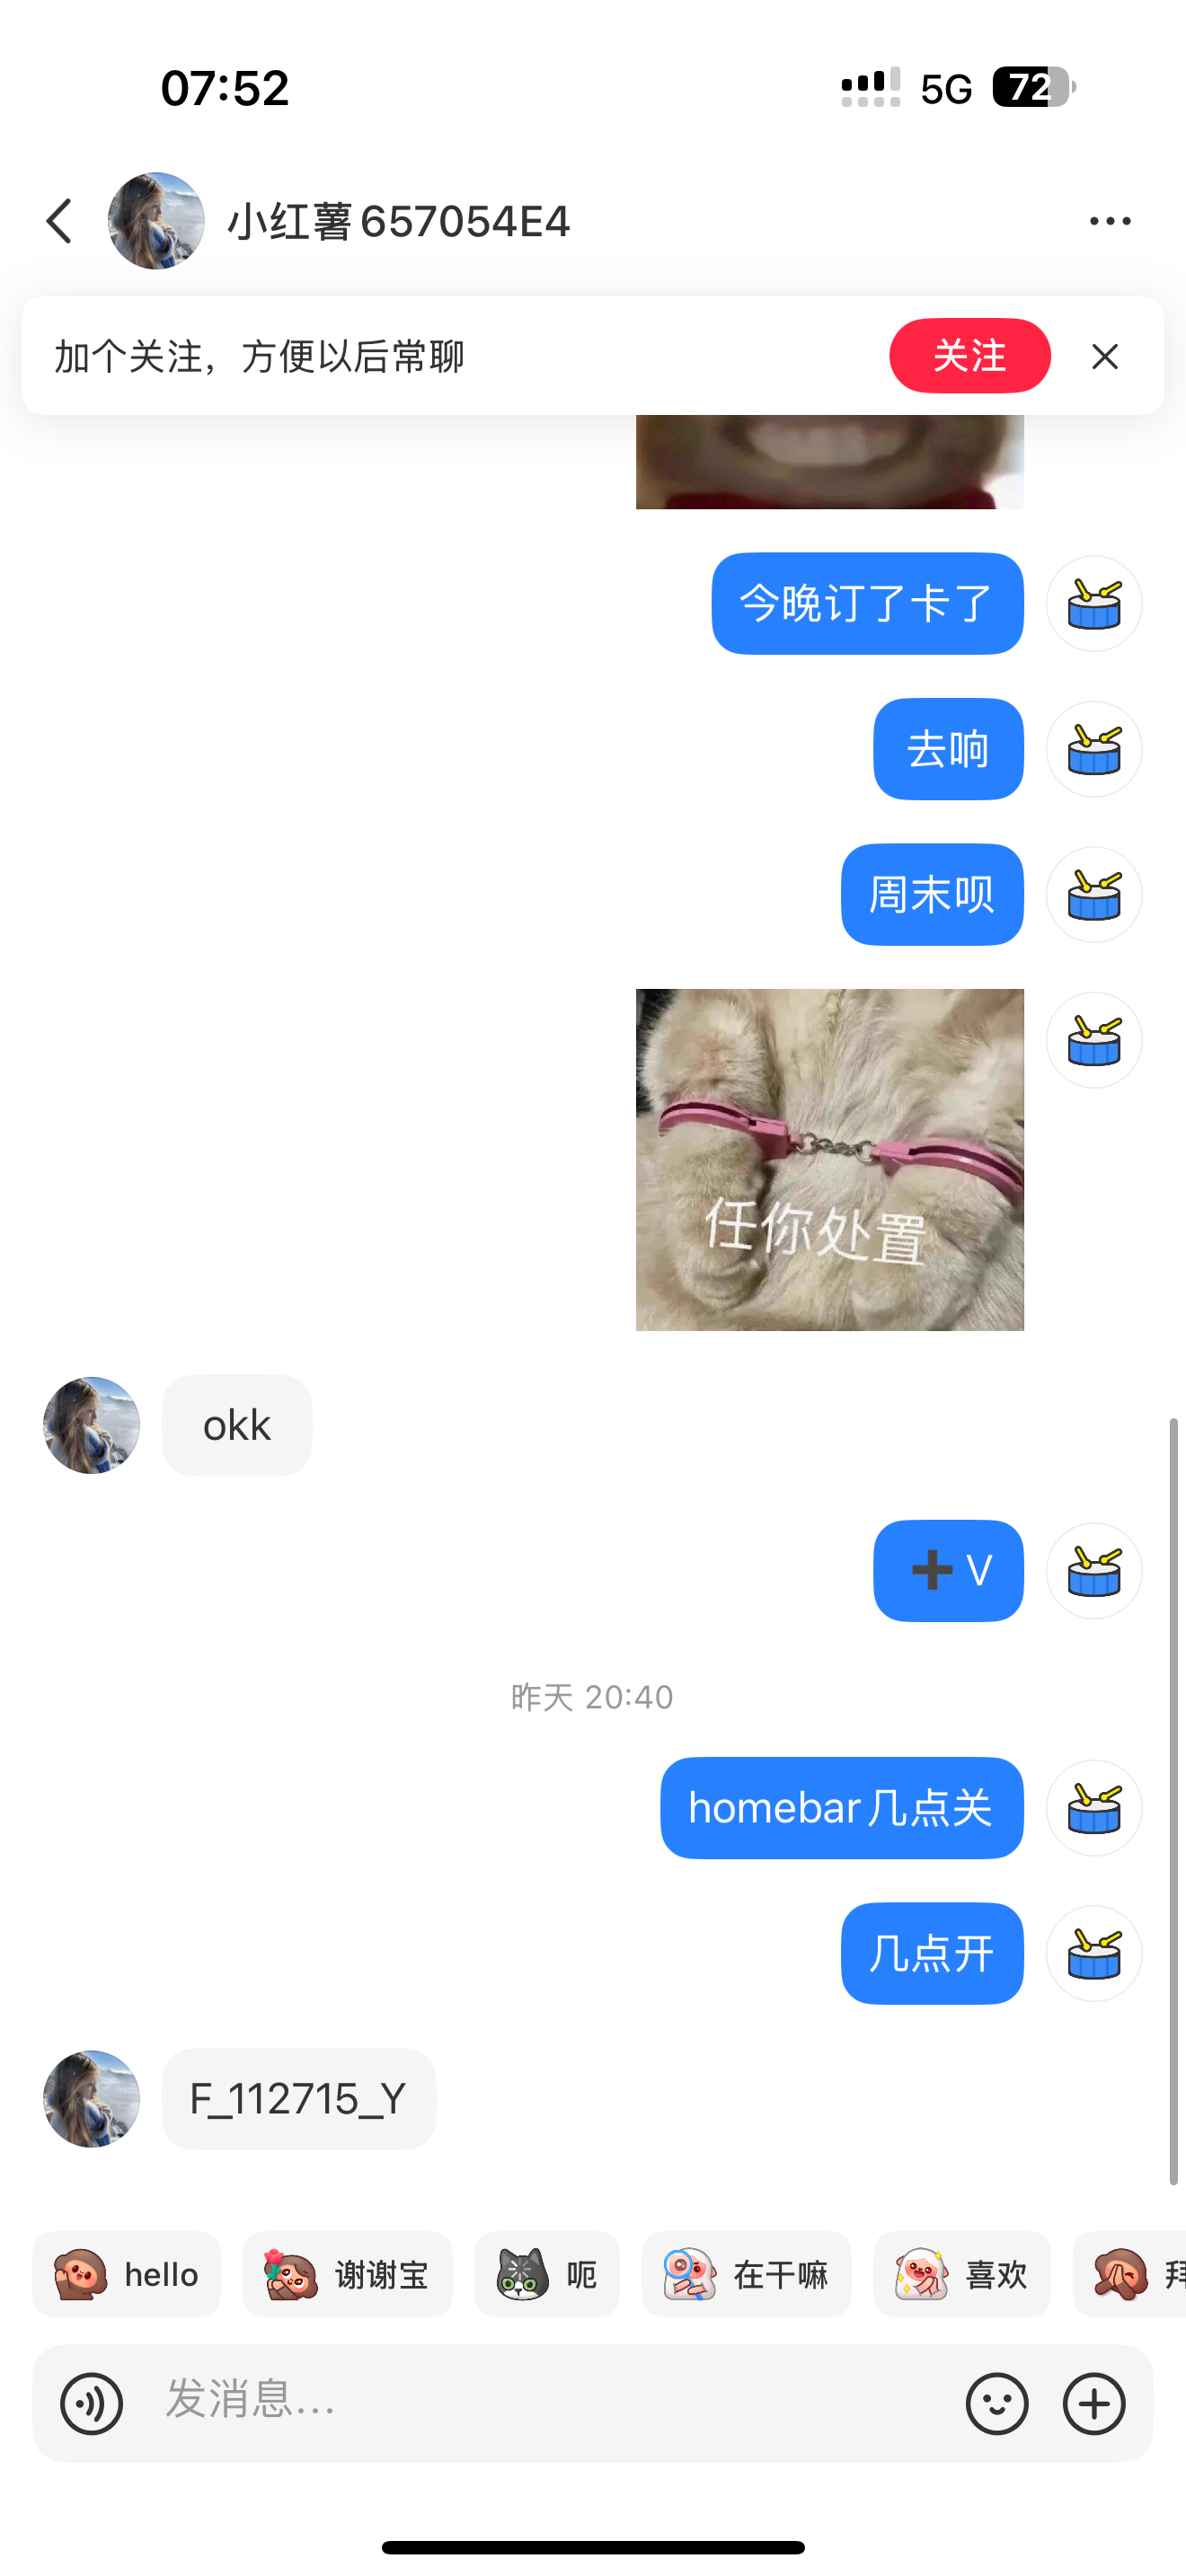 07:52
5G
72
小红薯657054E4
加个关注，方便以后常聊
关注
今晚订了卡了
去响
周末呗
任你处置
okk
➕ V
昨天 20:40
homebar几点关
几点开
F_112715_Y
hello
谢谢宝
呃
在干嘛
喜欢
拜
发消息...